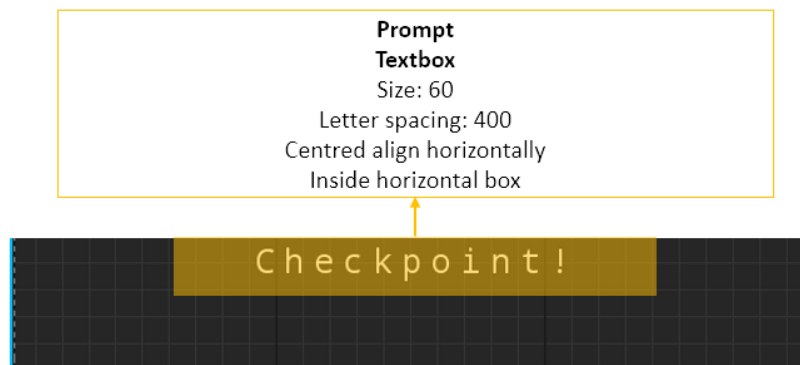 Prompt
Textbox
Size: 60
Letter spacing: 400
Centred align horizontally
Inside horizontal box
Checkpoint!